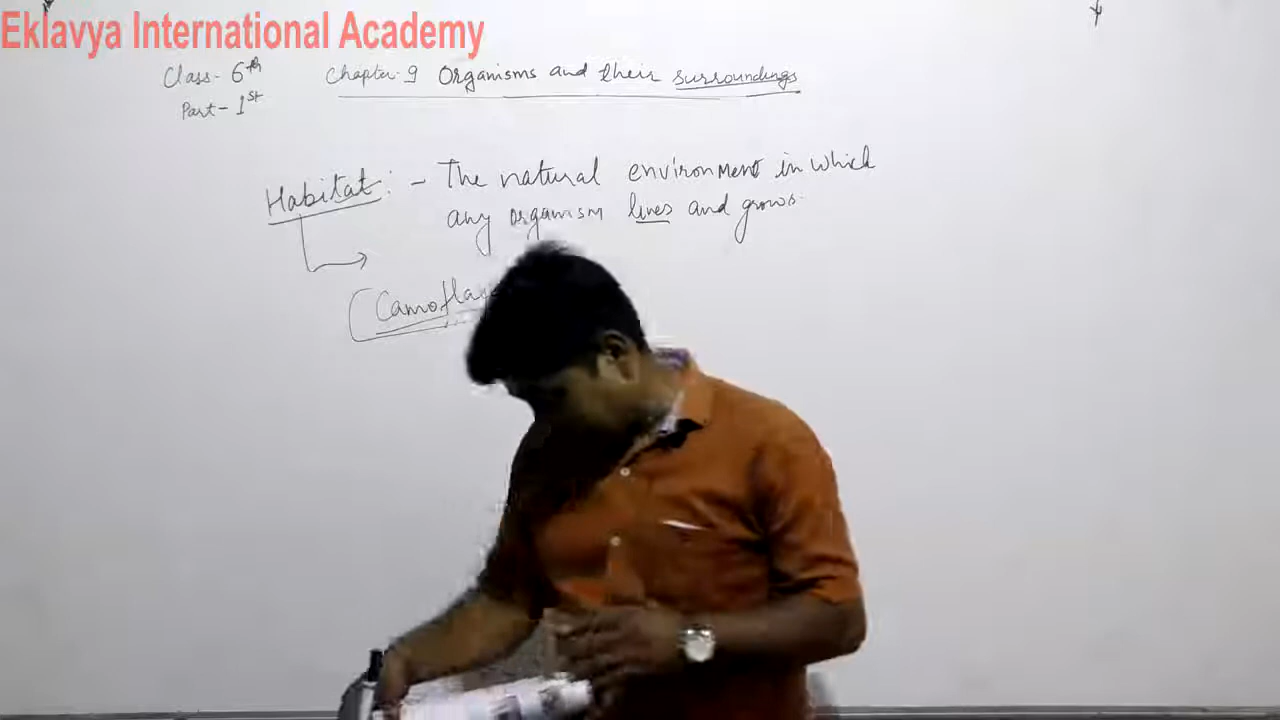 Eklavya International Academy
Class- 6th Chapter-9 Organisms and their surroundings
Part- 1st
Habitat :- The natural environment in which
any organism lives and grows.